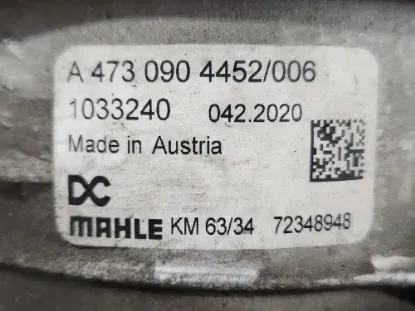 A 473 090 4452/006
1033240 042.2020
Made in Austria
DC
MAHLE KM 63/34 72348948